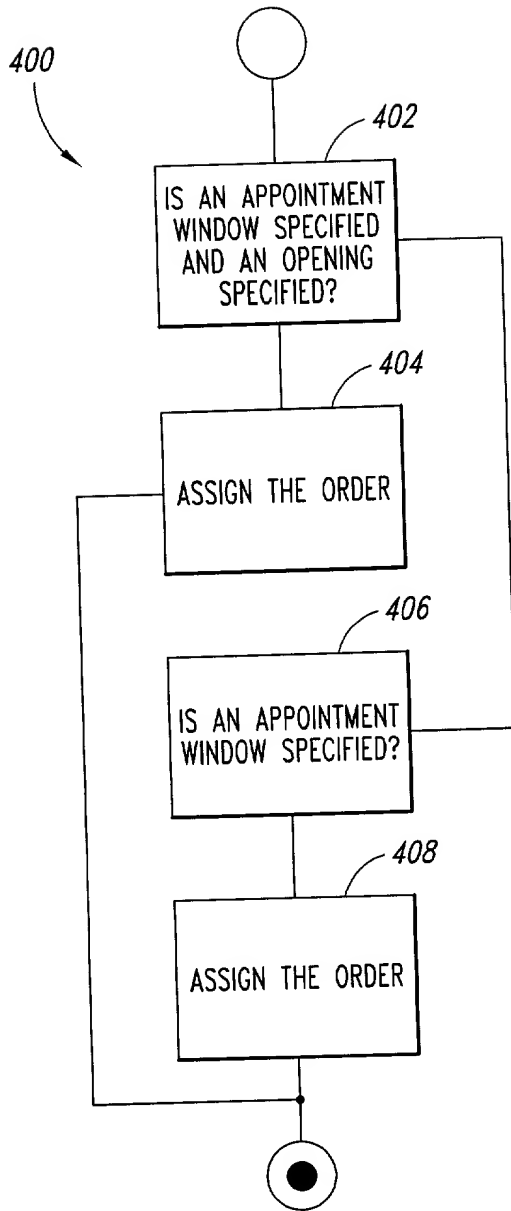 400
402
IS AN APPOINTMENT
WINDOW SPECIFIED
AND AN OPENING
SPECIFIED?
404
ASSIGN THE ORDER
406
IS AN APPOINTMENT
WINDOW SPECIFIED?
408
ASSIGN THE ORDER